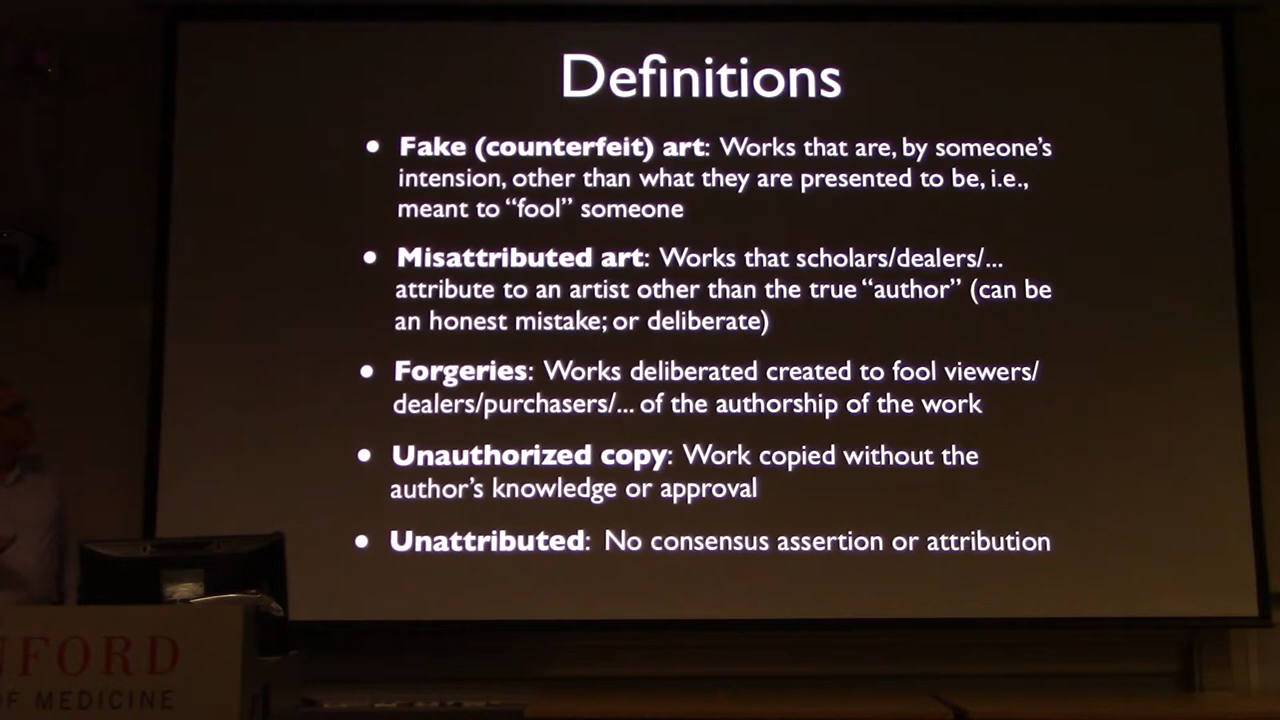 Definitions
• Fake (counterfeit) art: Works that are, by someone's
intension, other than what they are presented to be, i.e.,
meant to “fool” someone
• Misattributed art: Works that scholars/dealers/...
attribute to an artist other than the true “author” (can be
an honest mistake; or deliberate)
• Forgeries: Works deliberated created to fool viewers/
dealers/purchasers/... of the authorship of the work
• Unauthorized copy: Work copied without the
author's knowledge or approval
• Unattributed: No consensus assertion or attribution
NFORD
OF MEDICINE